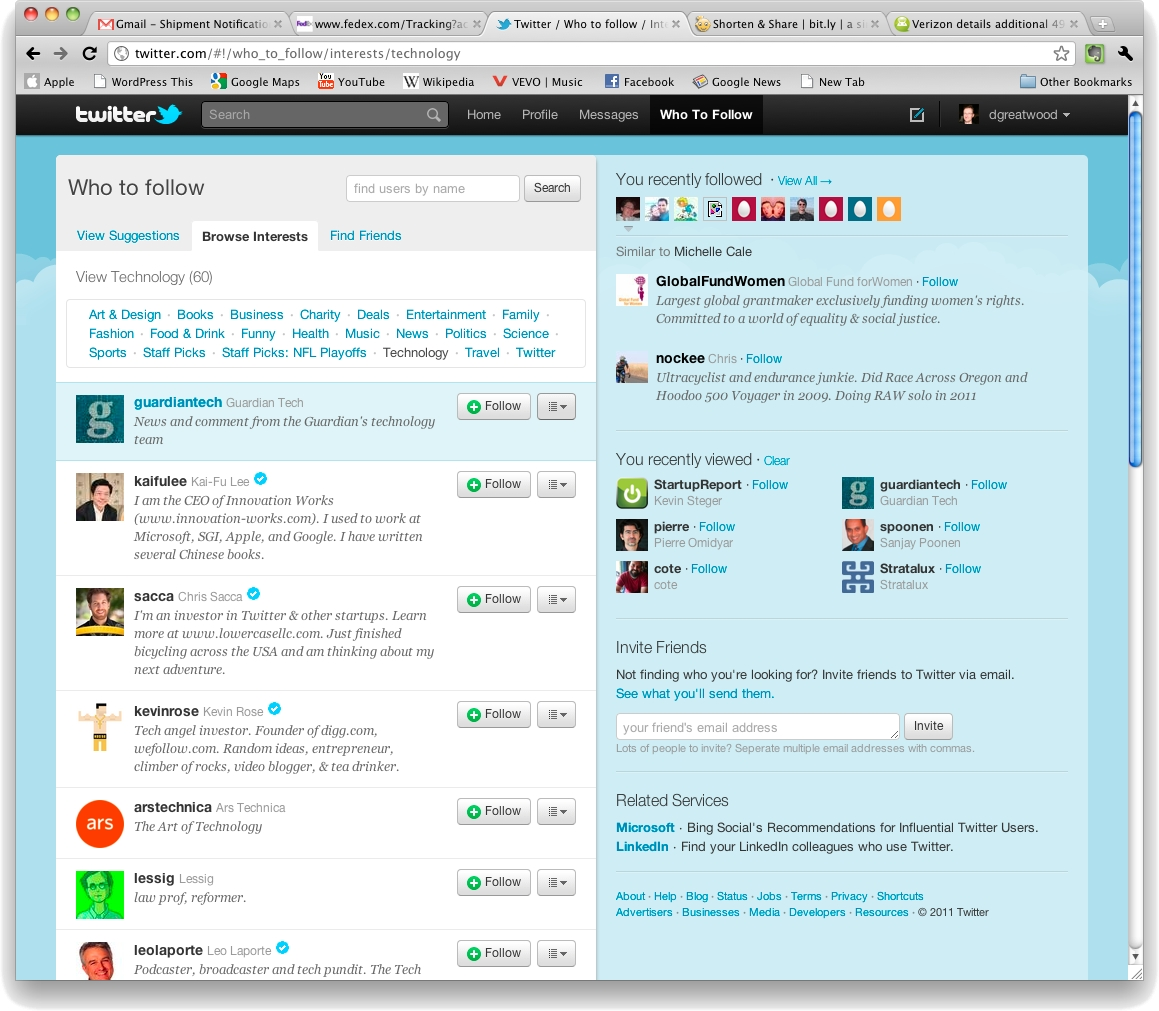 Gmail – Shipment Notificatio
www.fedex.com/Tracking?ac
Twitter / Who to follow / Int
Shorten & Share | bit.ly | a si
Verizon details additional 49
twitter.com/#!/who_to_follow/interests/technology
Apple
WordPress This
Google Maps
YouTube
Wikipedia
VEVO | Music
Facebook
Google News
New Tab
Other Bookmarks
twitter
Search
Home
Profile
Messages
Who To Follow
dgreatwood
Who to follow
find users by name
Search
View Suggestions
Browse Interests
Find Friends
View Technology (60)
Art & Design · Books · Business · Charity · Deals · Entertainment · Family ·
Fashion · Food & Drink · Funny · Health · Music · News · Politics · Science ·
Sports · Staff Picks · Staff Picks: NFL Playoffs · Technology · Travel · Twitter
guardiantech Guardian Tech
News and comment from the Guardian's technology
team
Follow
kaifulee Kai-Fu Lee
I am the CEO of Innovation Works
(www.innovation-works.com). I used to work at
Microsoft, SGI, Apple, and Google. I have written
several Chinese books.
Follow
sacca Chris Sacca
I'm an investor in Twitter & other startups. Learn
more at www.lowercasellc.com. Just finished
bicycling across the USA and am thinking about my
next adventure.
Follow
kevinrose Kevin Rose
Tech angel investor. Founder of digg.com,
wefollow.com. Random ideas, entrepreneur,
climber of rocks, video blogger, & tea drinker.
Follow
ars
arstechnica Ars Technica
The Art of Technology
Follow
lessig Lessig
law prof, reformer.
Follow
leolaporte Leo Laporte
Podcaster, broadcaster and tech pundit. The Tech
Follow
You recently followed · View All →
Similar to Michelle Cale
GlobalFundWomen Global Fund forWomen · Follow
Largest global grantmaker exclusively funding women's rights.
Committed to a world of equality & social justice.
nockee Chris · Follow
Ultracyclist and endurance junkie. Did Race Across Oregon and
Hoodoo 500 Voyager in 2009. Doing RAW solo in 2011
You recently viewed · Clear
StartupReport · Follow
Kevin Steger
guardiantech · Follow
Guardian Tech
pierre · Follow
Pierre Omidyar
spoonen · Follow
Sanjay Poonen
cote · Follow
cote
Stratalux · Follow
Stratalux
Invite Friends
Not finding who you're looking for? Invite friends to Twitter via email.
See what you'll send them.
your friend's email address
Invite
Lots of people to invite? Seperate multiple email addresses with commas.
Related Services
Microsoft · Bing Social's Recommendations for Influential Twitter Users.
LinkedIn · Find your LinkedIn colleagues who use Twitter.
About · Help · Blog · Status · Jobs · Terms · Privacy · Shortcuts
Advertisers · Businesses · Media · Developers · Resources · © 2011 Twitter